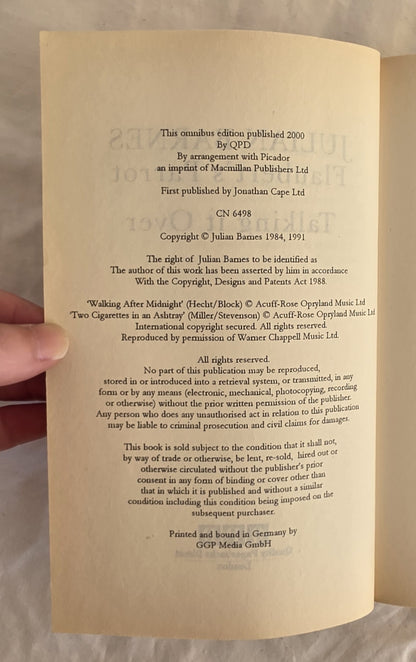 This omnibus edition published 2000
By QPD
By arrangement with Picador
an imprint of Macmillan Publishers Ltd
First published by Jonathan Cape Ltd
CN 6498
Copyright © Julian Barnes 1984, 1991
The right of Julian Barnes to be identified as
The author of this work has been asserted by him in accordance
With the Copyright, Designs and Patents Act 1988.
'Walking After Midnight' (Hecht/Block) © Acuff-Rose Opryland Music Ltd
'Two Cigarettes in an Ashtray' (Miller/Stevenson) © Acuff-Rose Opryland Music Ltd
International copyright secured. All rights reserved.
Reproduced by permission of Warner Chappell Music Ltd.
All rights reserved.
No part of this publication may be reproduced,
stored in or introduced into a retrieval system, or transmitted, in any
form or by any means (electronic, mechanical, photocopying, recording
or otherwise) without the prior written permission of the publisher.
Any person who does any unauthorised act in relation to this publication
may be liable to criminal prosecution and civil claims for damages.
This book is sold subject to the condition that it shall not,
by way of trade or otherwise, be lent, re-sold, hired out or
otherwise circulated without the publisher's prior
consent in any form of binding or cover other than
that in which it is published and without a similar
condition including this condition being imposed on the
subsequent purchaser.
Printed and bound in Germany by
GGP Media GmbH